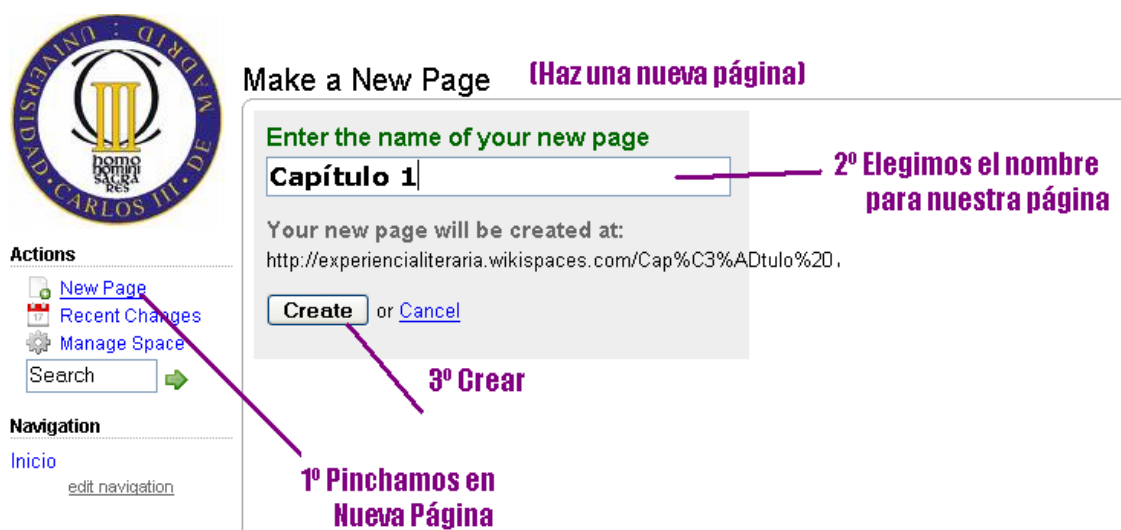 UNIVERSIDAD · CARLOS III · DE MADRID
homo
homini
SACRA
RES
Make a New Page
(Haz una nueva página)
Enter the name of your new page
Capítulo 1
2º Elegimos el nombre
para nuestra página
Your new page will be created at:
http://experiencialiteraria.wikispaces.com/Cap%C3%ADtulo%20
Create or Cancel
3º Crear
Actions
New Page
17
Recent Changes
Manage Space
Search
Navigation
Inicio
edit navigation
1º Pinchamos en
Nueva Página